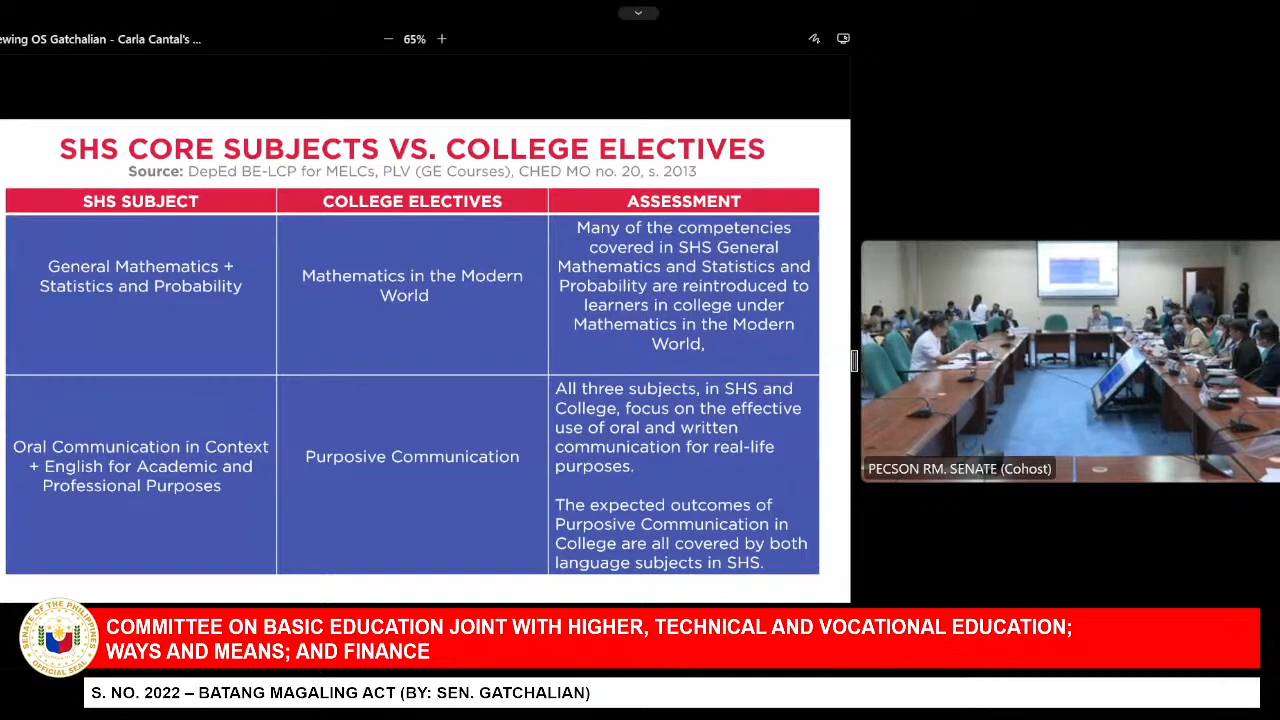 ewing OS Gatchalian - Carla Cantal's ...
65%
SHS CORE SUBJECTS VS. COLLEGE ELECTIVES
Source: DepEd BE-LCP for MELCs, PLV (GE Courses), CHED MO no. 20, s. 2013
SHS SUBJECT
COLLEGE ELECTIVES
ASSESSMENT
General Mathematics +
Statistics and Probability
Mathematics in the Modern
World
Many of the competencies
covered in SHS General
Mathematics and Statistics and
Probability are reintroduced to
learners in college under
Mathematics in the Modern
World,
Oral Communication in Context
+ English for Academic and
Professional Purposes
Purposive Communication
All three subjects, in SHS and
College, focus on the effective
use of oral and written
communication for real-life
purposes.
The expected outcomes of
Purposive Communication in
College are all covered by both
language subjects in SHS.
PECSON RM. SENATE (Cohost)
SENATE OF THE PHILIPPINES
OFFICIAL SEAL
COMMITTEE ON BASIC EDUCATION JOINT WITH HIGHER, TECHNICAL AND VOCATIONAL EDUCATION;
WAYS AND MEANS; AND FINANCE
S. NO. 2022 – BATANG MAGALING ACT (BY: SEN. GATCHALIAN)